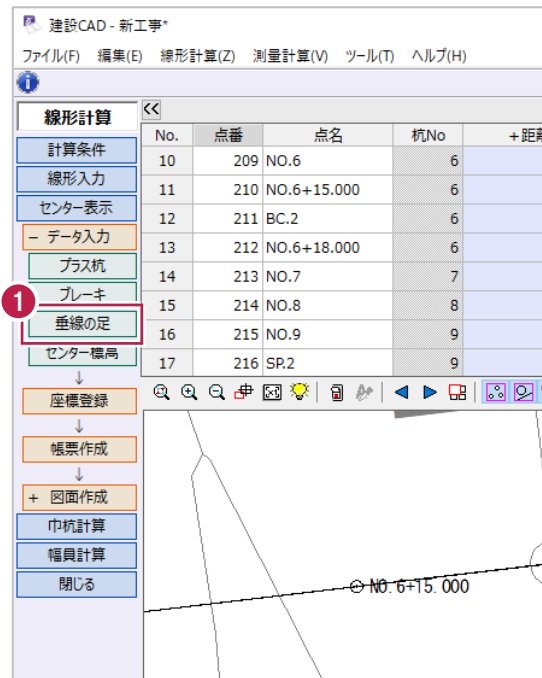 建設CAD - 新工事*
ファイル(F) 編集(E) 線形計算(Z) 測量計算(V) ツール(T) ヘルプ(H)
線形計算
計算条件
線形入力
センター表示
− データ入力
プラス杭
ブレーキ
1
垂線の足
センター標高
↓
座標登録
↓
帳票作成
↓
+ 図面作成
巾杭計算
幅員計算
閉じる
<<
No. 点番 点名 杭No +距離
10 209 NO.6 6
11 210 NO.6+15.000 6
12 211 BC.2 6
13 212 NO.6+18.000 6
14 213 NO.7 7
15 214 NO.8 8
16 215 NO.9 9
17 216 SP.2 9
NO.6+15.000